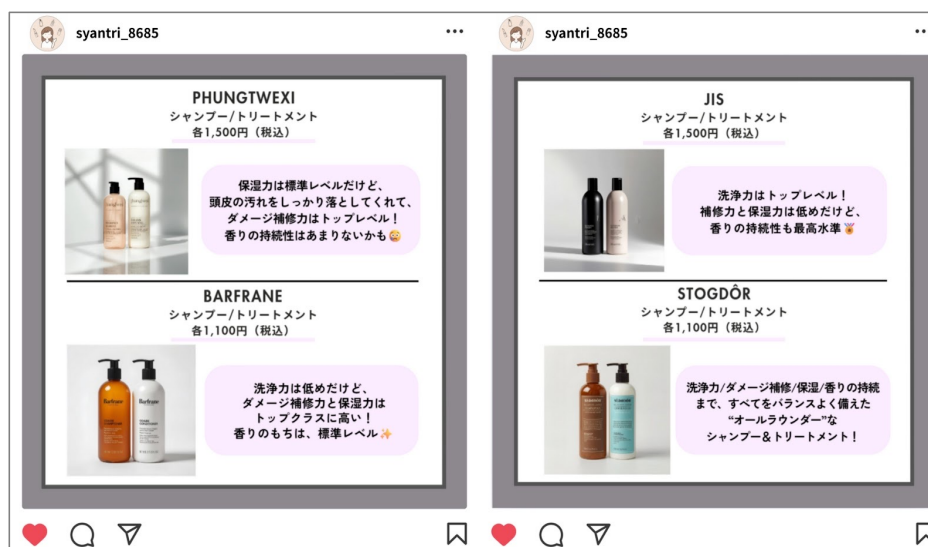 syantri_8685
PHUNGTWEXI
シャンプー/トリートメント
各1,500円（税込）
保湿力は標準レベルだけど、
頭皮の汚れをしっかり落としてくれて、
ダメージ補修力はトップレベル！
香りの持続性はあまりないかも😅
BARFRANE
シャンプー/トリートメント
各1,100円（税込）
Barfrane
Barfrane
洗浄力は低めだけど、
ダメージ補修力と保湿力は
トップクラスに高い！
香りのもちは、標準レベル✨
syantri_8685
JIS
シャンプー/トリートメント
各1,500円（税込）
洗浄力はトップレベル！
補修力と保湿力は低めだけど、
香りの持続性も最高水準🏅
STOGDÔR
シャンプー/トリートメント
各1,100円（税込）
洗浄力/ダメージ補修/保湿/香りの持続
まで、すべてをバランスよく備えた
“オールラウンダー”な
シャンプー＆トリートメント！